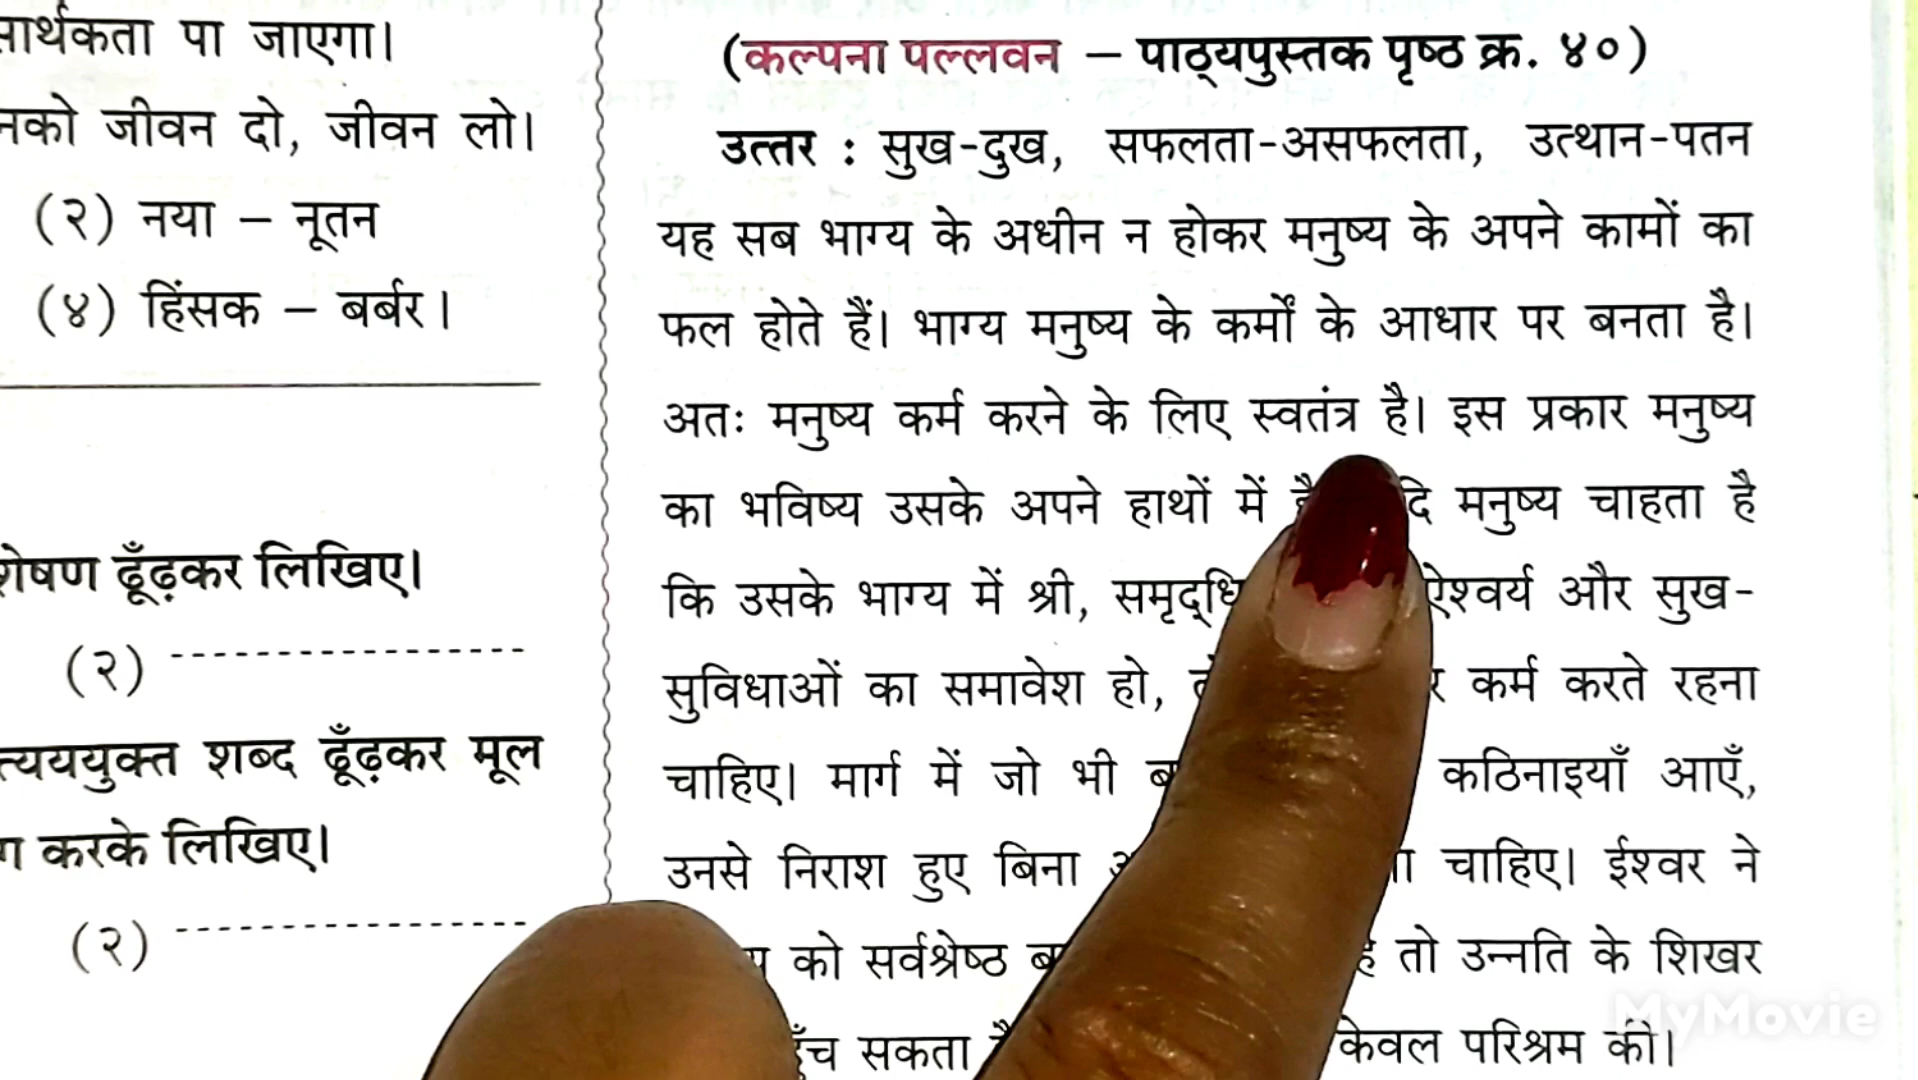 सार्थकता पा जाएगा।
जीवन दो, जीवन लो।
(२) नया – नूतन
(४) हिंसक – बर्बर।
ढूँढ़कर लिखिए।
(२)
शब्द ढूँढ़कर मूल
करके लिखिए।
(२)
(कल्पना पल्लवन – पाठ्यपुस्तक पृष्ठ क्र. ४०)
उत्तर : सुख-दुख, सफलता-असफलता, उत्थान-पतन
यह सब भाग्य के अधीन न होकर मनुष्य के अपने कामों का
फल होते हैं। भाग्य मनुष्य के कर्मों के आधार पर बनता है।
अतः मनुष्य कर्म करने के लिए स्वतंत्र है। इस प्रकार मनुष्य
का भविष्य उसके अपने हाथों में मनुष्य चाहता है
कि उसके भाग्य में श्री, समृद्धि ऐश्वर्य और सुख-
सुविधाओं का समावेश हो, कर्म करते रहना
चाहिए। मार्ग में जो भी कठिनाइयाँ आएँ,
उनसे निराश हुए बिना चाहिए। ईश्वर ने
को सर्वश्रेष्ठ तो उन्नति के शिखर
सकता केवल परिश्रम की।
MyMovie